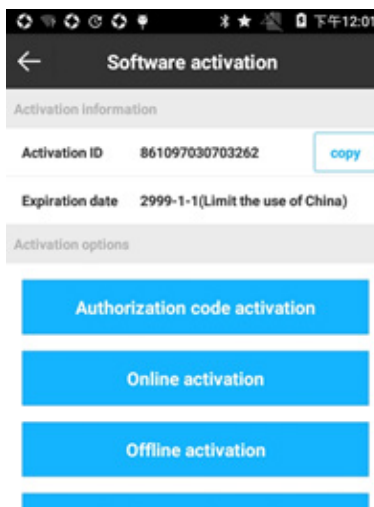 下午12:01
Software activation
Activation information
Activation ID 861097030703262 copy
Expiration date 2999-1-1(Limit the use of China)
Activation options
Authorization code activation
Online activation
Offline activation